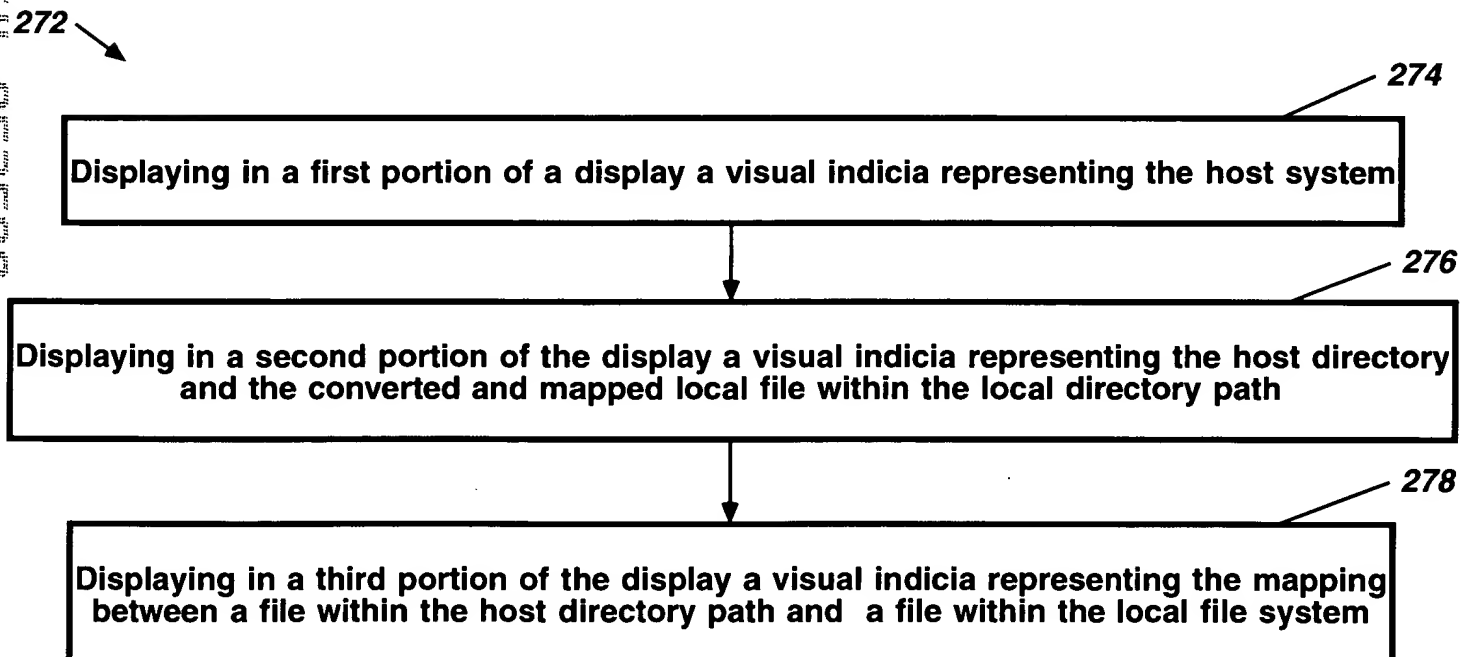 272
274
Displaying in a first portion of a display a visual indicia representing the host system
276
Displaying in a second portion of the display a visual indicia representing the host directory
and the converted and mapped local file within the local directory path
278
Displaying in a third portion of the display a visual indicia representing the mapping
between a file within the host directory path and a file within the local file system